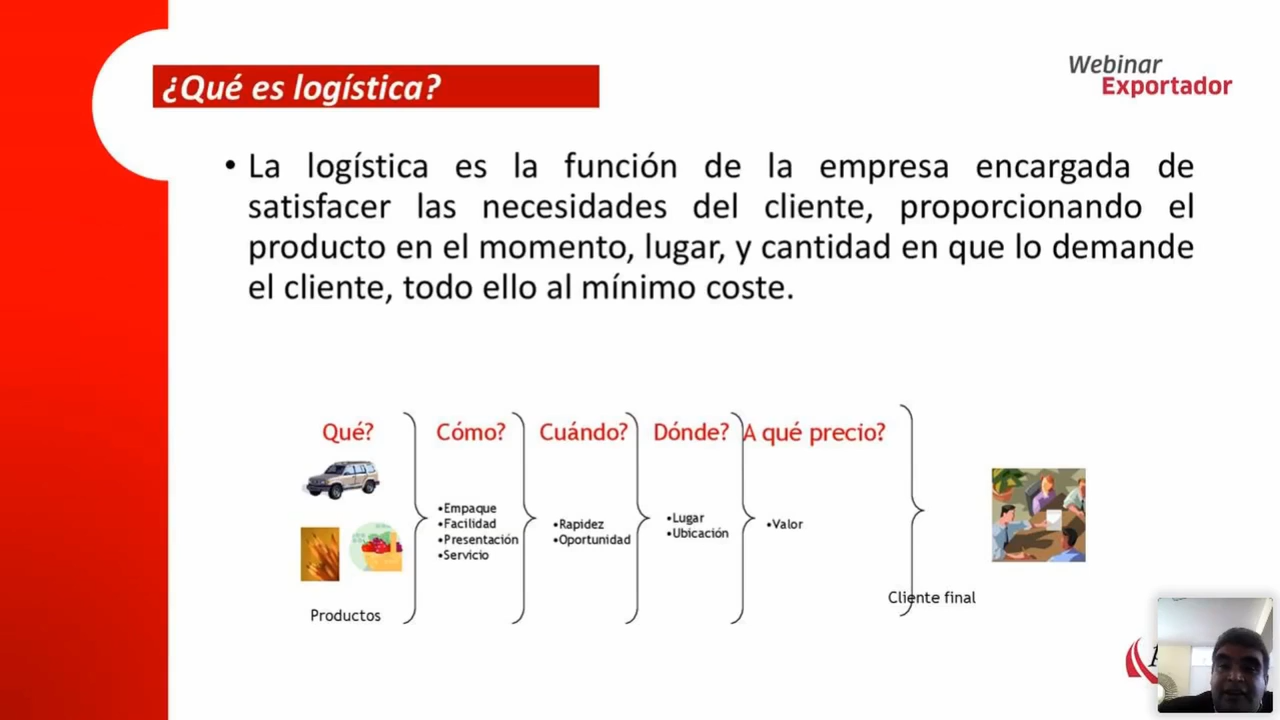 ¿Qué es logística?
Webinar
Exportador
• La logística es la función de la empresa encargada de
satisfacer las necesidades del cliente, proporcionando el
producto en el momento, lugar, y cantidad en que lo demande
el cliente, todo ello al mínimo coste.
Qué?
Productos
Cómo?
•Empaque
•Facilidad
•Presentación
•Servicio
Cuándo?
•Rapidez
•Oportunidad
Dónde?
•Lugar
•Ubicación
A qué precio?
•Valor
Cliente final